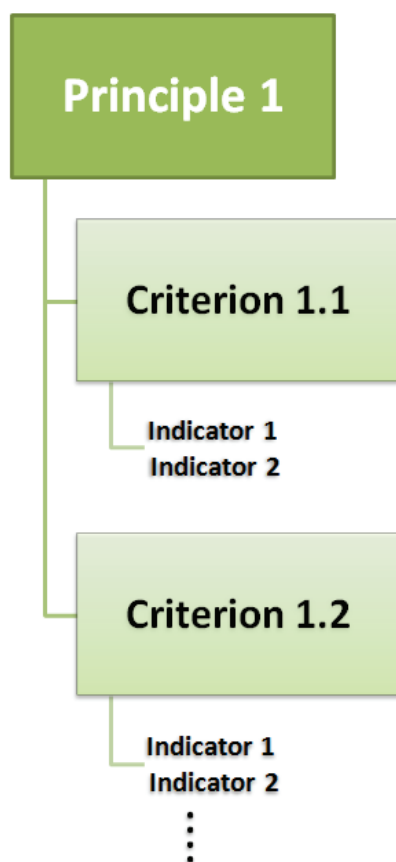 Principle 1
Criterion 1.1
Indicator 1
Indicator 2
Criterion 1.2
Indicator 1
Indicator 2